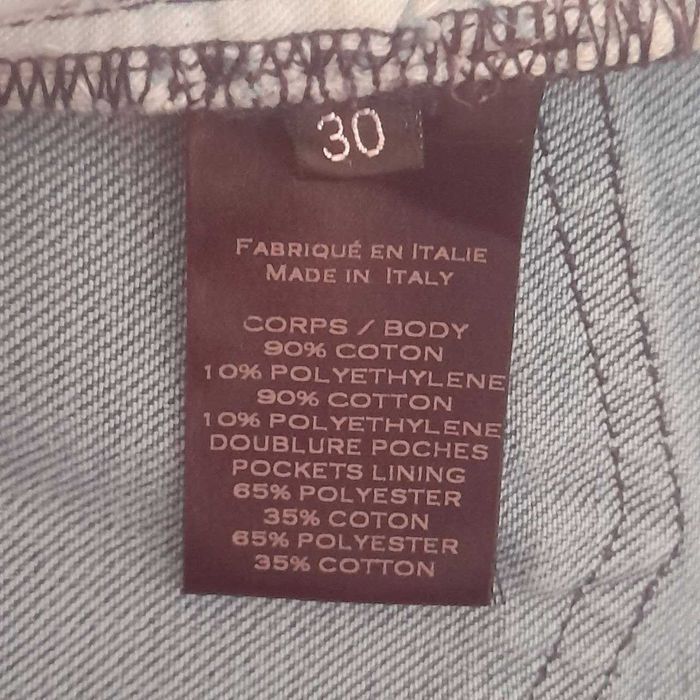 30
FABRIQUÉ EN ITALIE
MADE IN ITALY
CORPS / BODY
90% COTON
10% POLYETHYLENE
90% COTTON
10% POLYETHYLENE
DOUBLURE POCHES
POCKETS LINING
65% POLYESTER
35% COTON
65% POLYESTER
35% COTTON